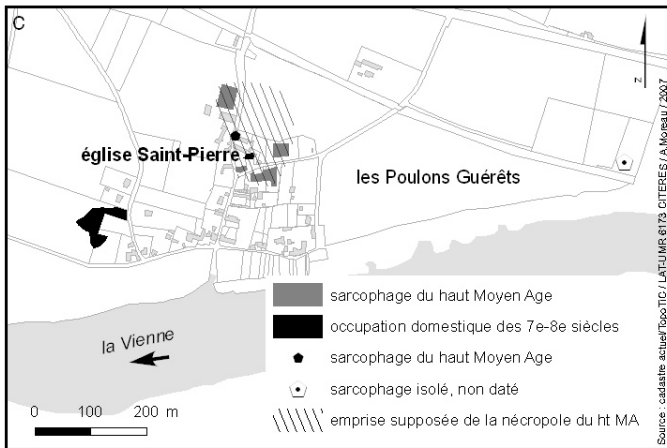 C
N
église Saint-Pierre
les Poulons Guérêts
la Vienne
0 100 200 m
sarcophage du haut Moyen Age
occupation domestique des 7e-8e siècles
sarcophage du haut Moyen Age
sarcophage isolé, non daté
emprise supposée de la nécropole du ht MA
Source : cadastre actuel/TopoTIC / LAT-UMR 6173 CITERES / A.Moreau / 2007